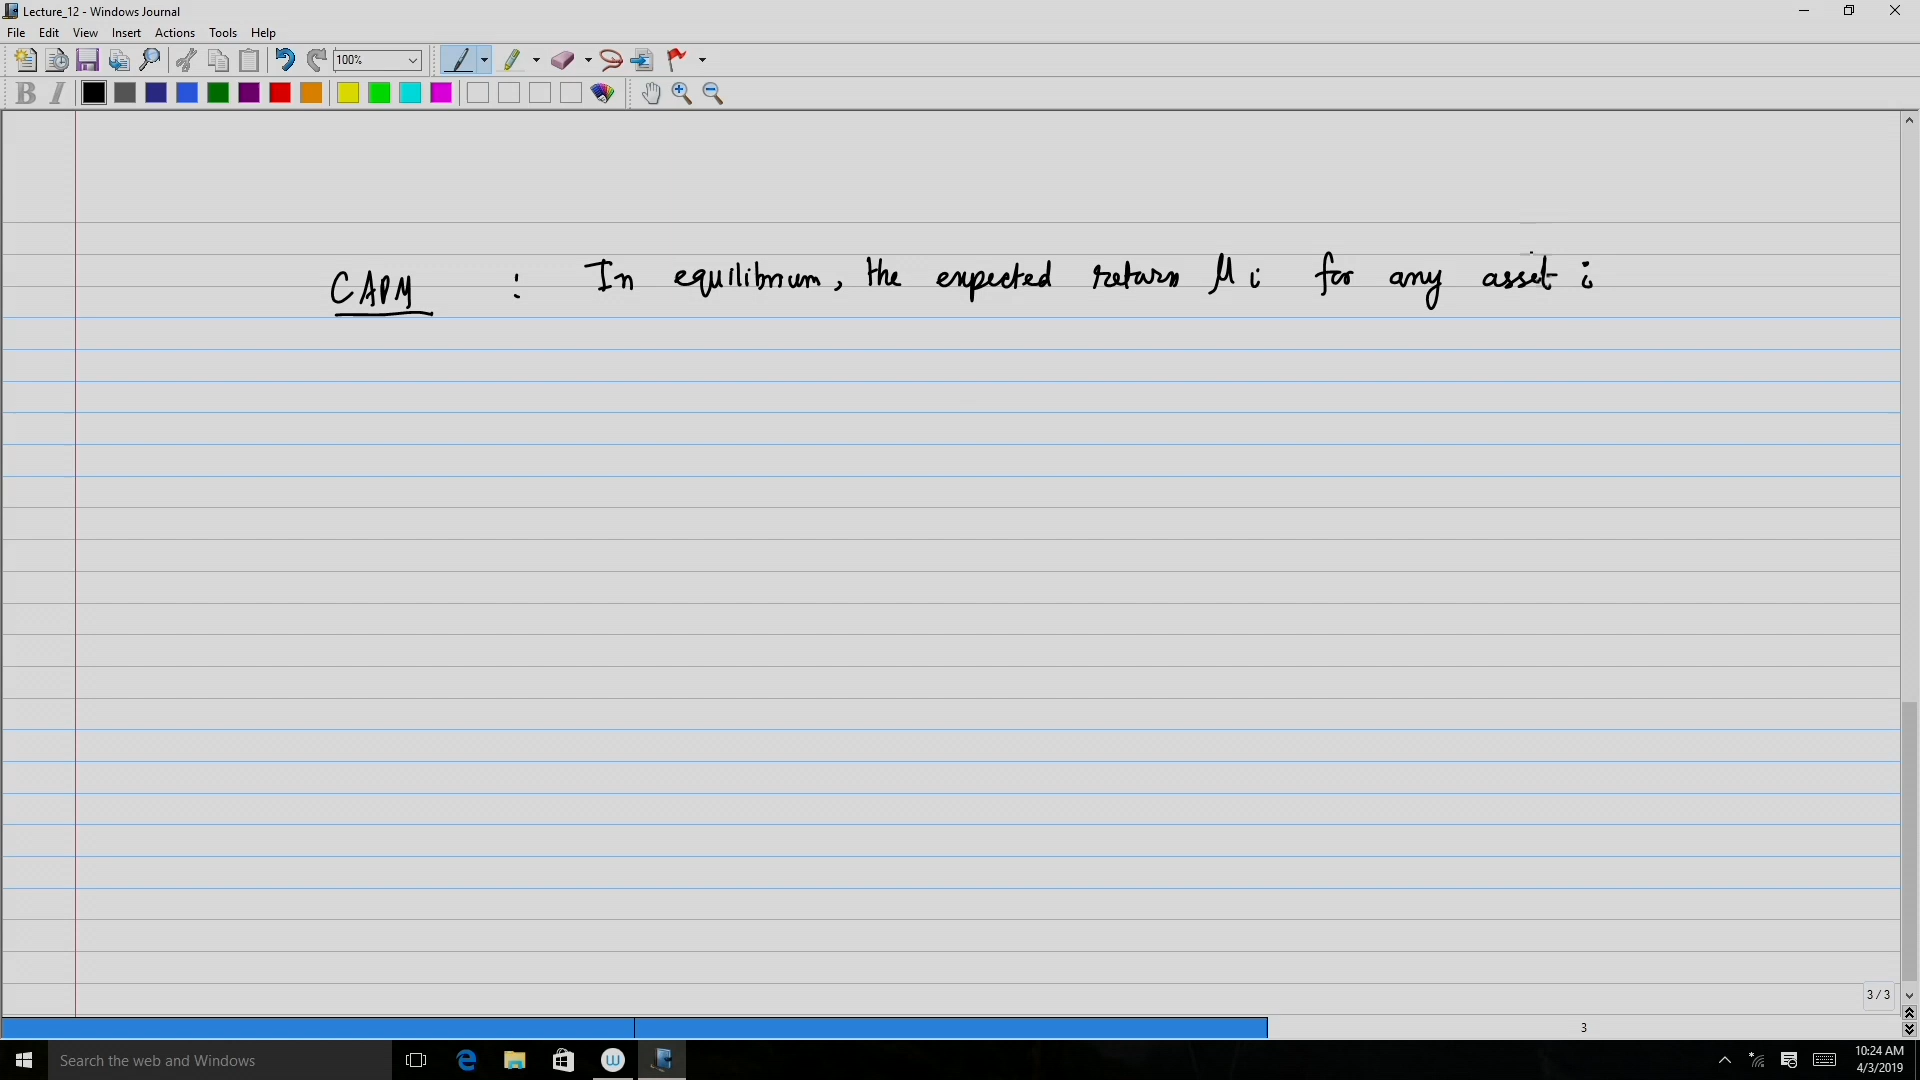 Lecture_12 - Windows Journal
File Edit View Insert Actions Tools Help
100%
B I
CAPM : In equilibrium, the expected return μ i for any asset i
3 / 3
3
Search the web and Windows
10:24 AM
4/3/2019